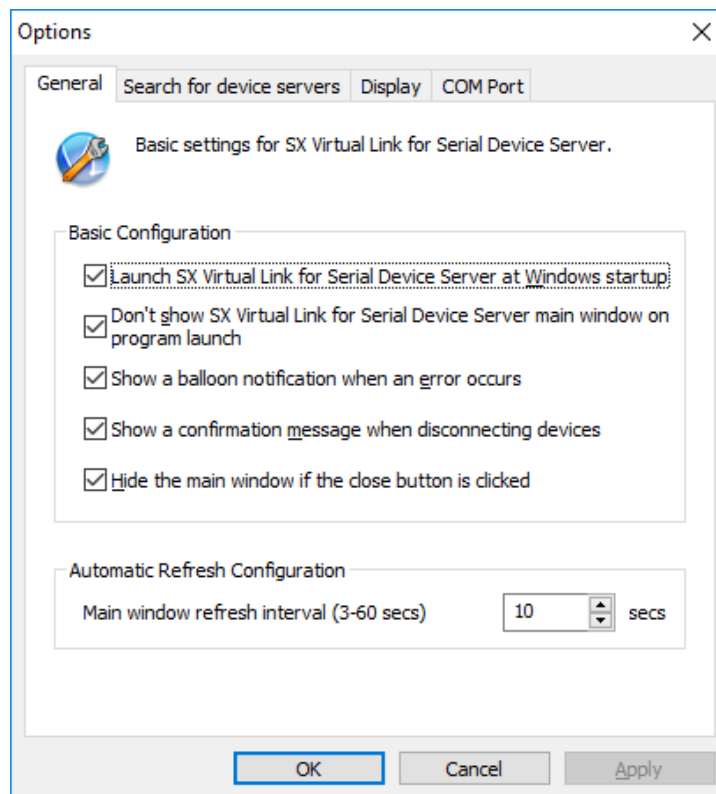 Options
General
Search for device servers
Display
COM Port
Basic settings for SX Virtual Link for Serial Device Server.
Basic Configuration
Launch SX Virtual Link for Serial Device Server at Windows startup
Don't show SX Virtual Link for Serial Device Server main window on
program launch
Show a balloon notification when an error occurs
Show a confirmation message when disconnecting devices
Hide the main window if the close button is clicked
Automatic Refresh Configuration
Main window refresh interval (3-60 secs)
10
secs
OK
Cancel
Apply